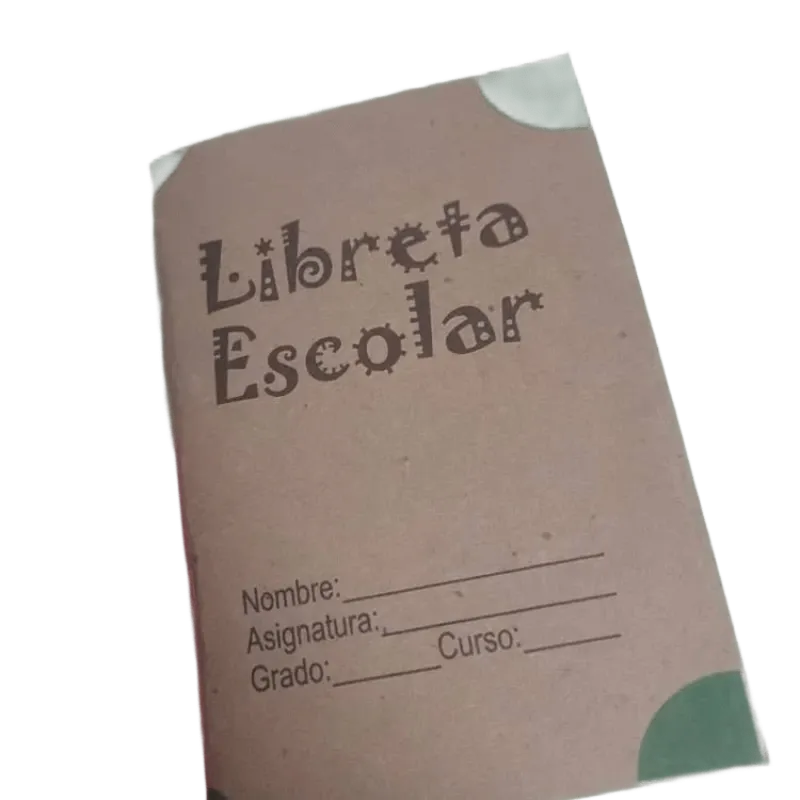 Libreta
Escolar
Nombre:
Asignatura:
Grado: Curso: